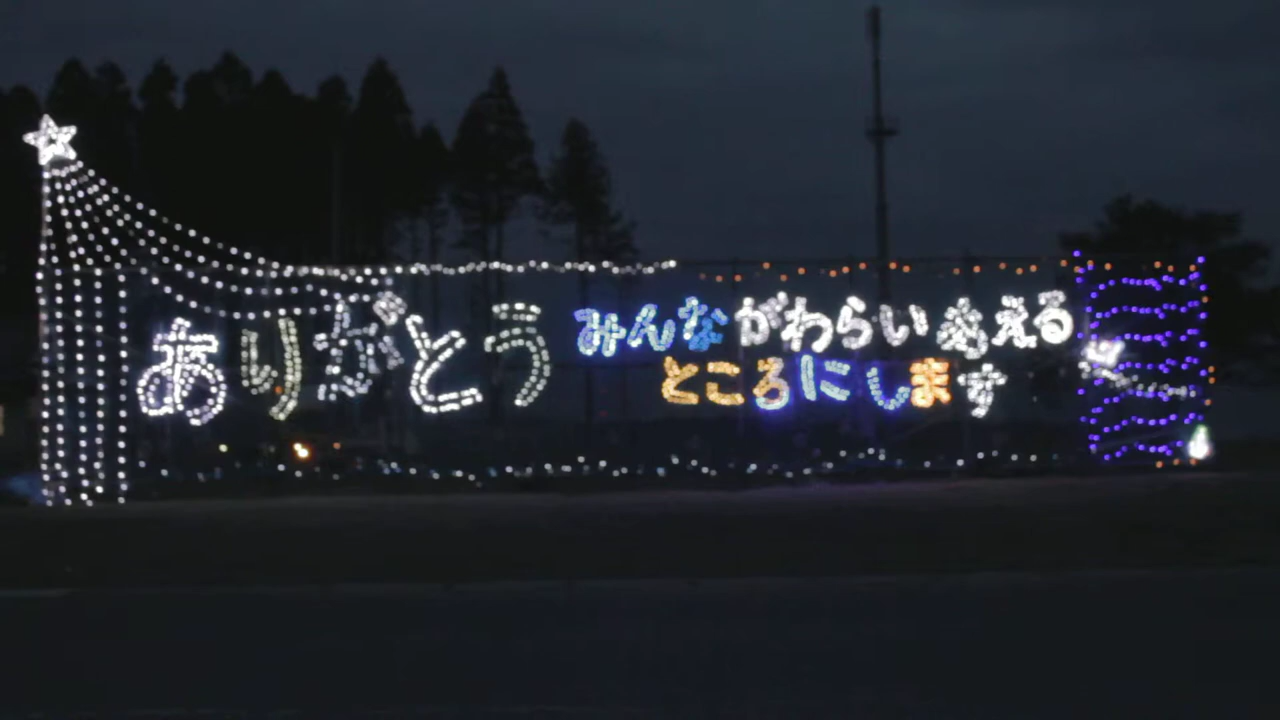 ありがとう
みんながわらいあえる
ところにします